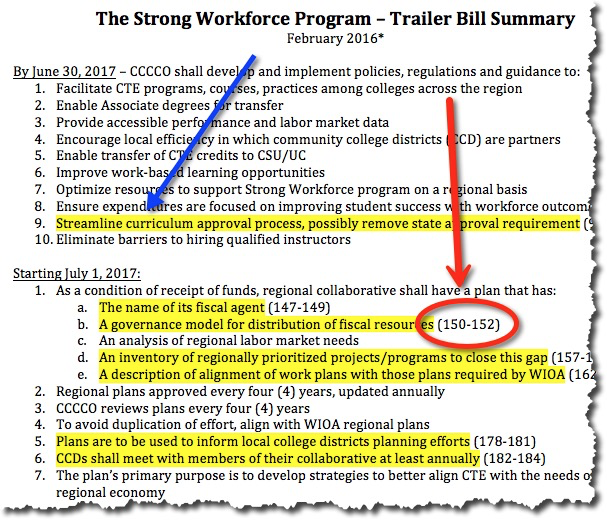 The Strong Workforce Program – Trailer Bill Summary
February 2016*
By June 30, 2017 – CCCCO shall develop and implement policies, regulations and guidance to:
1. Facilitate CTE programs, courses, practices among colleges across the region
2. Enable Associate degrees for transfer
3. Provide accessible performance and labor market data
4. Encourage local efficiency in which community college districts (CCD) are partners
5. Enable transfer of CTE credits to CSU/UC
6. Improve work-based learning opportunities
7. Optimize resources to support Strong Workforce program on a regional basis
8. Ensure expenditures are focused on improving student success with workforce outcomi
9. Streamline curriculum approval process, possibly remove state approval requirement (9
10. Eliminate barriers to hiring qualified instructors
Starting July 1, 2017:
1. As a condition of receipt of funds, regional collaborative shall have a plan that has:
a. The name of its fiscal agent (147-149)
b. A governance model for distribution of fiscal resources (150-152)
c. An analysis of regional labor market needs
d. An inventory of regionally prioritized projects/programs to close this gap (157-1
e. A description of alignment of work plans with those plans required by WIOA (162
2. Regional plans approved every four (4) years, updated annually
3. CCCCO reviews plans every four (4) years
4. To avoid duplication of effort, align with WIOA regional plans
5. Plans are to be used to inform local college districts planning efforts (178-181)
6. CCDs shall meet with members of their collaborative at least annually (182-184)
7. The plan's primary purpose is to develop strategies to better align CTE with the needs o
regional economy